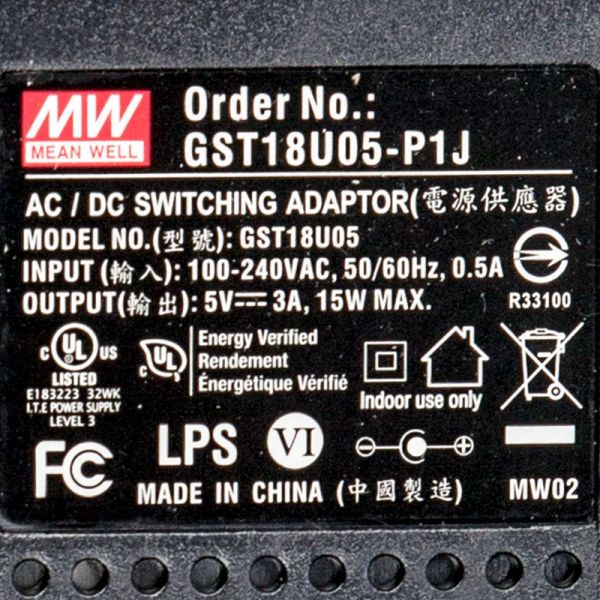 MW
MEAN WELL
Order No.:
GST18U05-P1J
AC / DC SWITCHING ADAPTOR(電源供應器)
MODEL NO.(型號): GST18U05
INPUT (輸入): 100-240VAC, 50/60Hz, 0.5A
OUTPUT(輸出): 5V⎓3A, 15W MAX.
R33100
c UL US
LISTED
E183223 32WK
I.T.E POWER SUPPLY
LEVEL 3
c UL
Energy Verified
Rendement
Énergétique Vérifié
Indoor use only
FC
LPS
VI
MADE IN CHINA (中國製造)
MW02